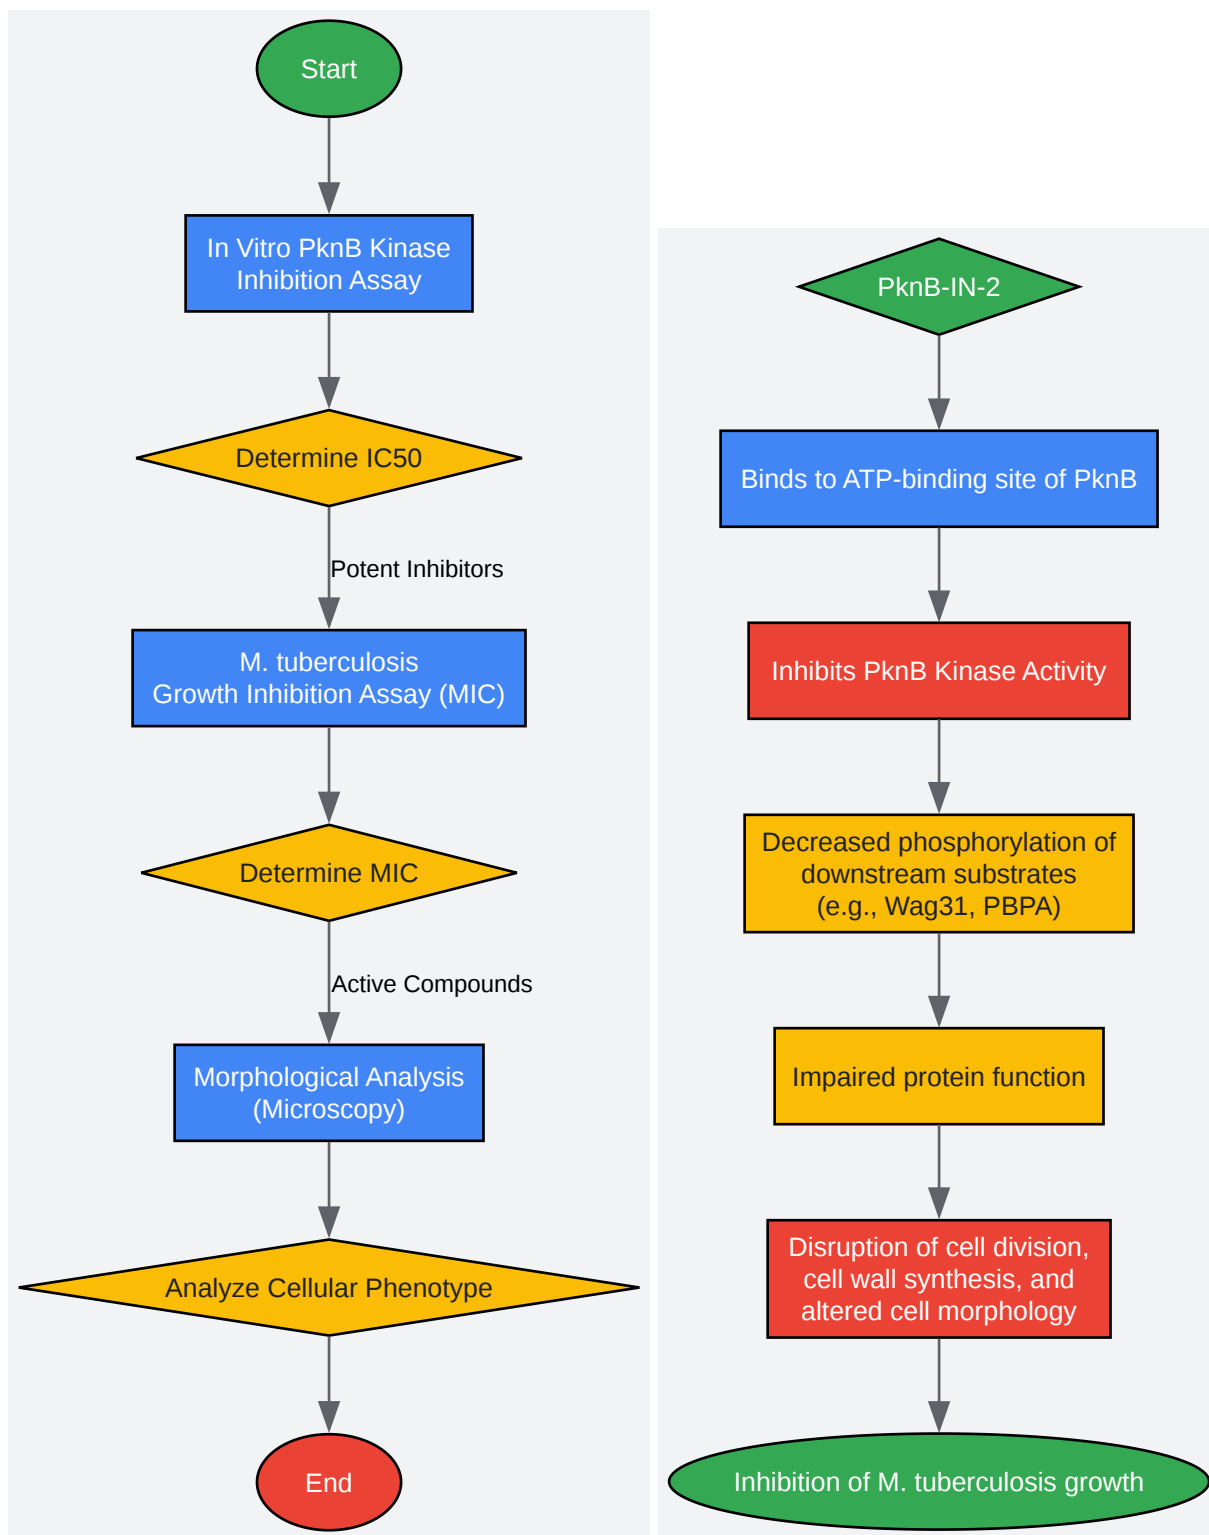 Start
In Vitro PknB Kinase
Inhibition Assay
Determine IC50
Potent Inhibitors
M. tuberculosis
Growth Inhibition Assay (MIC)
Determine MIC
Active Compounds
Morphological Analysis
(Microscopy)
Analyze Cellular Phenotype
End
PknB-IN-2
Binds to ATP-binding site of PknB
Inhibits PknB Kinase Activity
Decreased phosphorylation of
downstream substrates
(e.g., Wag31, PBPA)
Impaired protein function
Disruption of cell division,
cell wall synthesis, and
altered cell morphology
Inhibition of M. tuberculosis growth